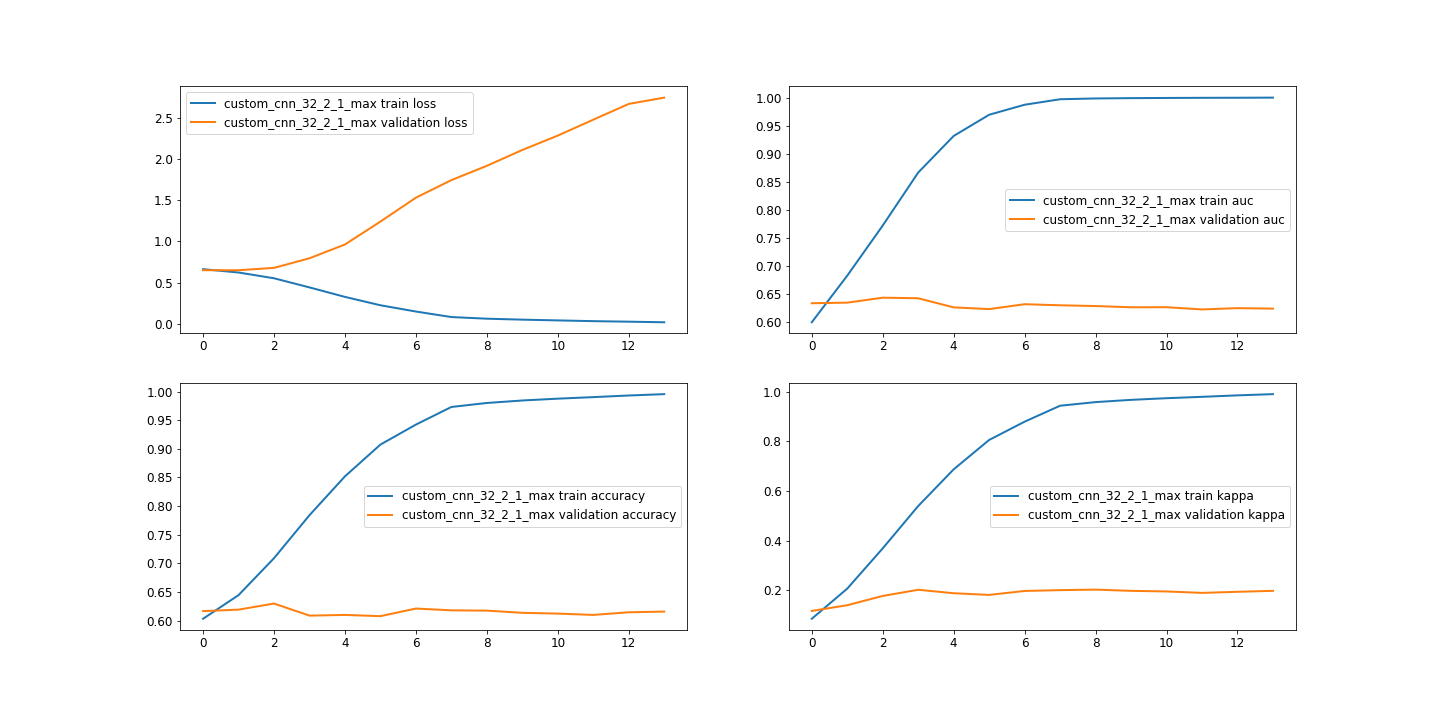 custom_cnn_32_2_1_max train loss
custom_cnn_32_2_1_max validation loss
2.5
2.0
1.5
1.0
0.5
0.0
0 2 4 6 8 10 12
1.00
0.95
0.90
0.85
0.80
0.75
0.70
0.65
0.60
custom_cnn_32_2_1_max train auc
custom_cnn_32_2_1_max validation auc
0 2 4 6 8 10 12
1.00
0.95
0.90
0.85
0.80
0.75
0.70
0.65
0.60
custom_cnn_32_2_1_max train accuracy
custom_cnn_32_2_1_max validation accuracy
0 2 4 6 8 10 12
1.0
0.8
0.6
0.4
0.2
custom_cnn_32_2_1_max train kappa
custom_cnn_32_2_1_max validation kappa
0 2 4 6 8 10 12